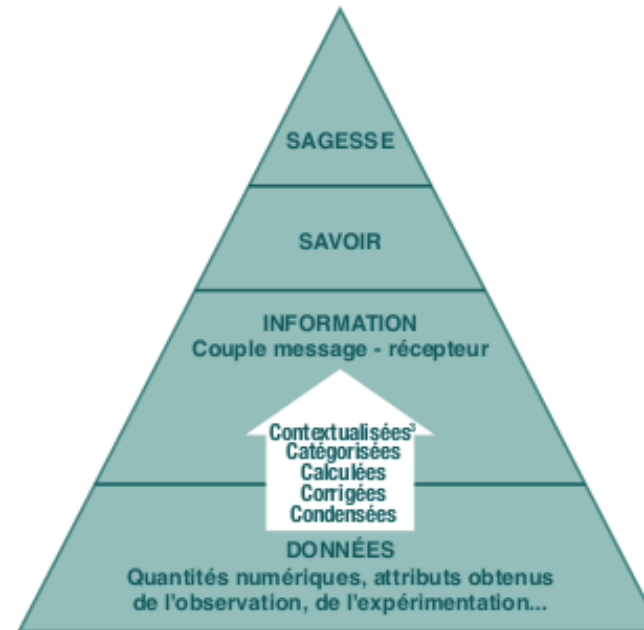 SAGESSE
SAVOIR
INFORMATION
Couple message - récepteur
Contextualisées³
Catégorisées
Calculées
Corrigées
Condensées
DONNÉES
Quantités numériques, attributs obtenus
de l'observation, de l'expérimentation...